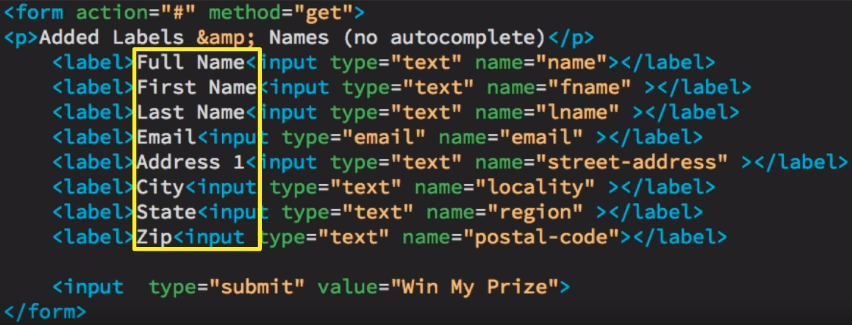 <form action="#" method="get">
<p>Added Labels &amp; Names (no autocomplete)</p>
<label>Full Name<input type="text" name="name"></label>
<label>First Name<input type="text" name="fname" ></label>
<label>Last Name<input type="text" name="lname" ></label>
<label>Email<input type="email" name="email" ></label>
<label>Address 1<input type="text" name="street-address" ></label>
<label>City<input type="text" name="locality" ></label>
<label>State<input type="text" name="region" ></label>
<label>Zip<input type="text" name="postal-code"></label>
<input  type="submit" value="Win My Prize">
</form>